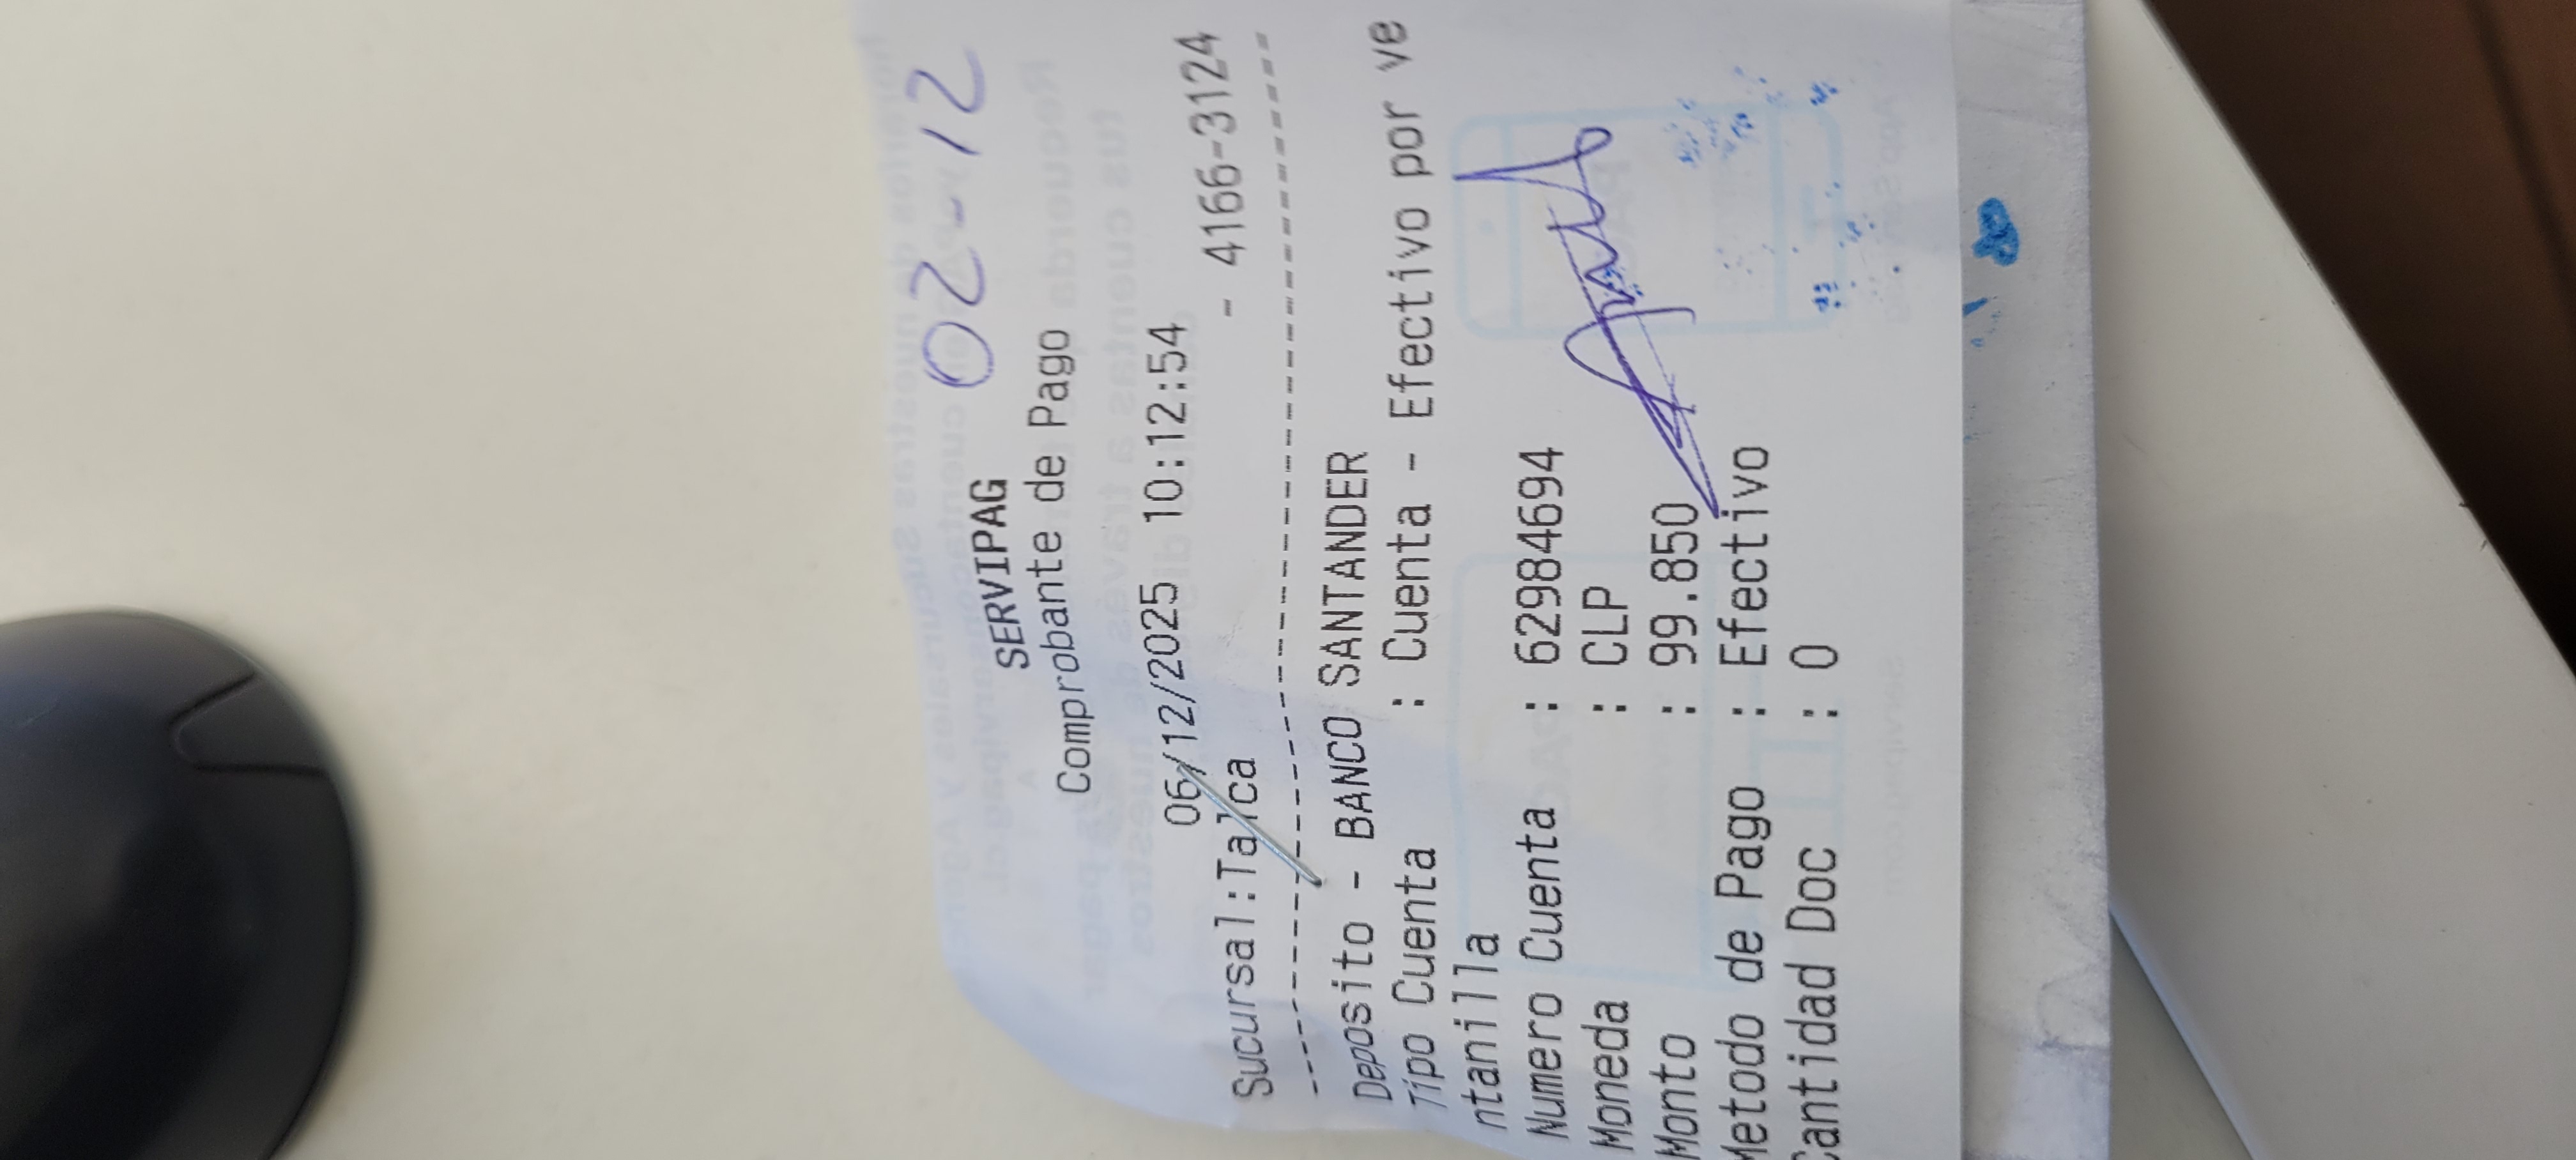 02-12
SERVIPAG
Comprobante de Pago
06/12/2025 10:12:54
Sucursal:Talca - 4166-3124
--------------------------------
Deposito - BANCO SANTANDER
Tipo Cuenta : Cuenta - Efectivo por ve
ntanilla
Numero Cuenta : 62984694
Moneda : CLP
Monto : 99.850
Metodo de Pago : Efectivo
Cantidad Doc : 0